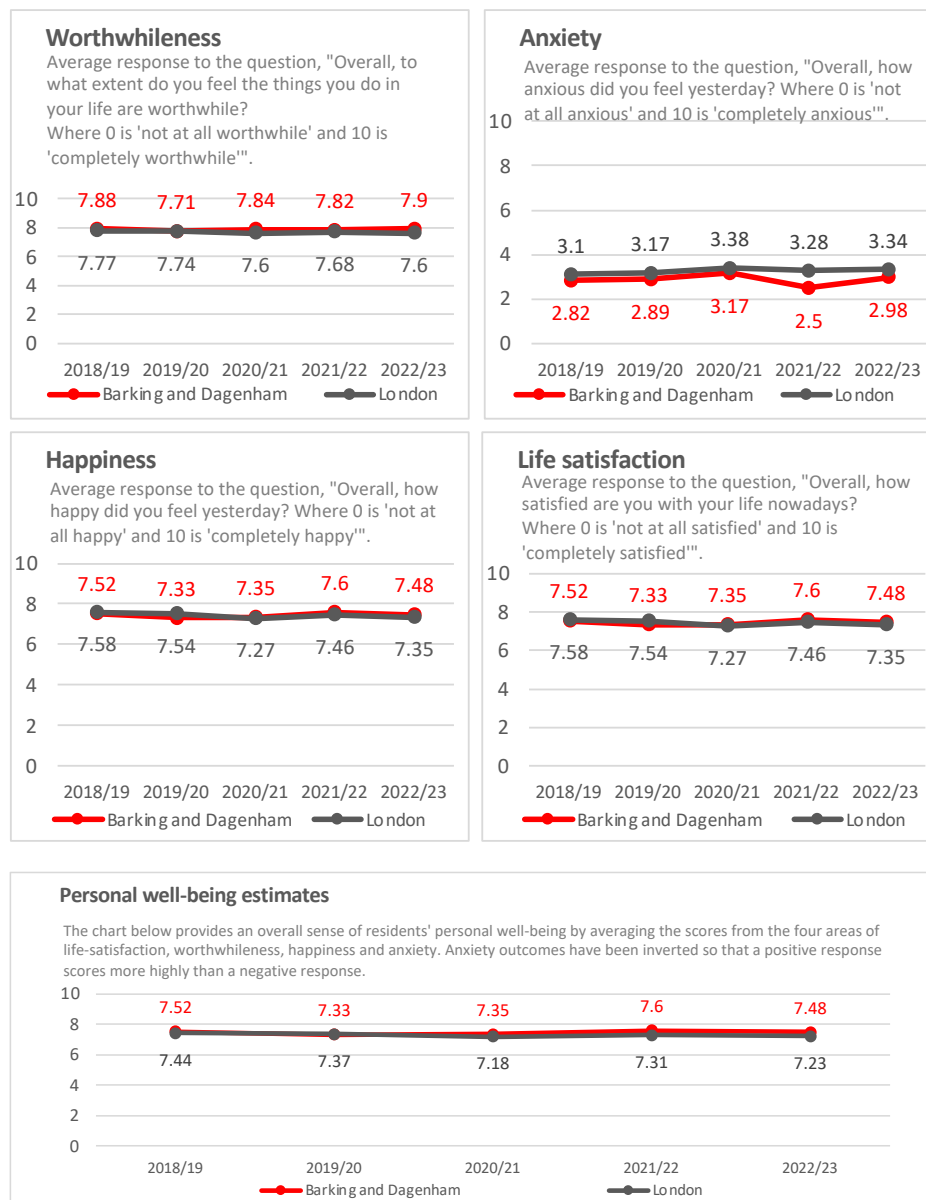 Worthwhileness
Average response to the question, "Overall, to
what extent do you feel the things you do in
your life are worthwhile?
Where 0 is 'not at all worthwhile' and 10 is
'completely worthwhile'".
10
8
6
4
2
0
7.88 7.71 7.84 7.82 7.9
7.77 7.74 7.6 7.68 7.6
2018/19 2019/20 2020/21 2021/22 2022/23
Barking and Dagenham London
Anxiety
Average response to the question, "Overall, how
anxious did you feel yesterday? Where 0 is 'not
at all anxious' and 10 is 'completely anxious'".
10
8
6
4
2
0
3.1 3.17 3.38 3.28 3.34
2.82 2.89 3.17 2.5 2.98
2018/19 2019/20 2020/21 2021/22 2022/23
Barking and Dagenham London
Happiness
Average response to the question, "Overall, how
happy did you feel yesterday? Where 0 is 'not at
all happy' and 10 is 'completely happy'".
10
8
6
4
2
0
7.52 7.33 7.35 7.6 7.48
7.58 7.54 7.27 7.46 7.35
2018/19 2019/20 2020/21 2021/22 2022/23
Barking and Dagenham London
Life satisfaction
Average response to the question, "Overall, how
satisfied are you with your life nowadays?
Where 0 is 'not at all satisfied' and 10 is
'completely satisfied'".
10
8
6
4
2
0
7.52 7.33 7.35 7.6 7.48
7.58 7.54 7.27 7.46 7.35
2018/19 2019/20 2020/21 2021/22 2022/23
Barking and Dagenham London
Personal well-being estimates
The chart below provides an overall sense of residents' personal well-being by averaging the scores from the four areas of
life-satisfaction, worthwhileness, happiness and anxiety. Anxiety outcomes have been inverted so that a positive response
scores more highly than a negative response.
10
8
6
4
2
0
7.52 7.33 7.35 7.6 7.48
7.44 7.37 7.18 7.31 7.23
2018/19 2019/20 2020/21 2021/22 2022/23
Barking and Dagenham London